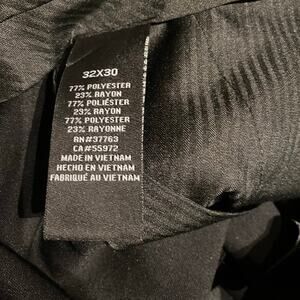 32X30
77% POLYESTER
23% RAYON
77% POLIÉSTER
23% RAYON
77% POLYESTER
23% RAYONNE
RN#37763
CA#55972
MADE IN VIETNAM
HECHO EN VIETNAM
FABRIQUÉ AU VIETNAM